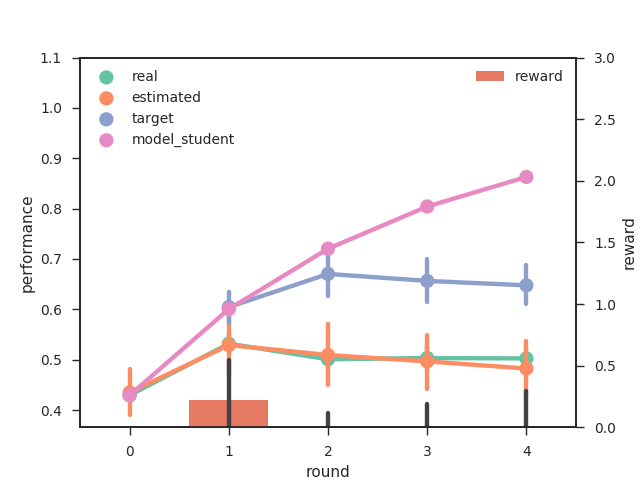 real
estimated
target
model_student
reward
1.1
1.0
0.9
0.8
0.7
0.6
0.5
0.4
performance
3.0
2.5
2.0
1.5
1.0
0.5
0.0
reward
0 1 2 3 4
round